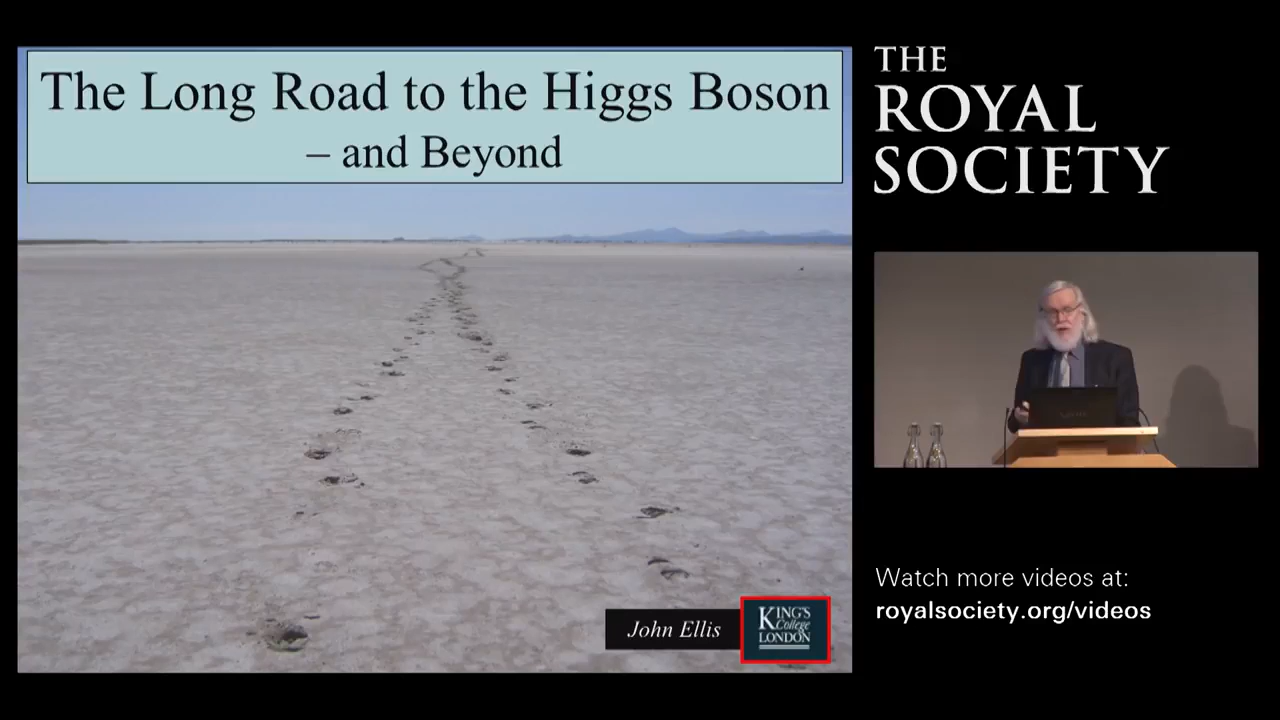 The Long Road to the Higgs Boson
– and Beyond
John Ellis
KING'S
College
LONDON
THE
ROYAL
SOCIETY
Watch more videos at:
royalsociety.org/videos